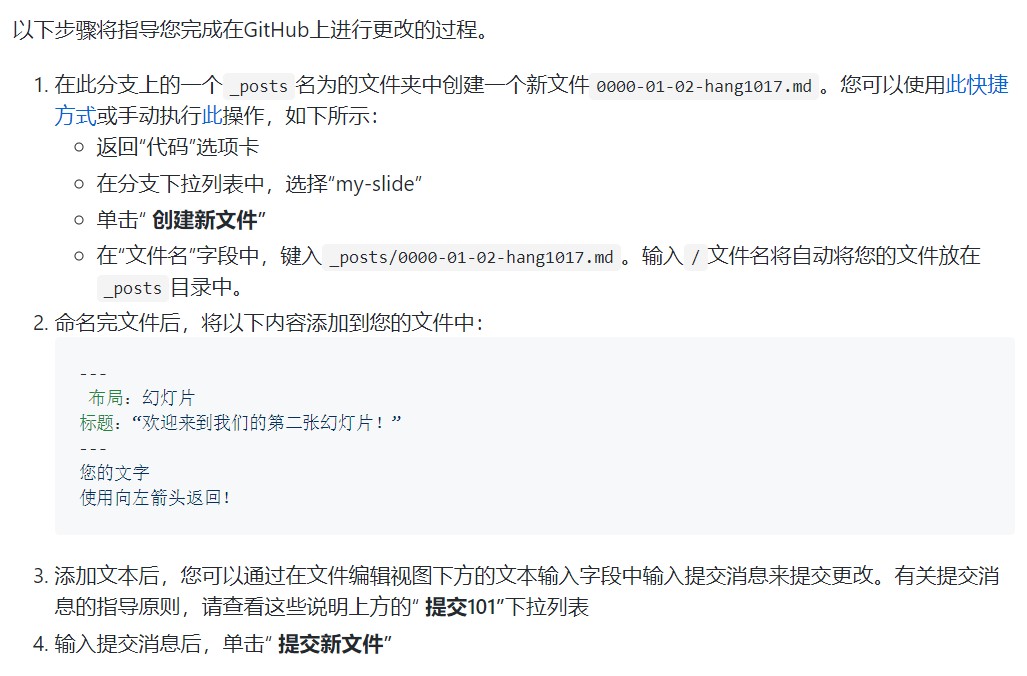 以下步骤将指导您完成在GitHub上进行更改的过程。
1. 在此分支上的一个 _posts 名为的文件夹中创建一个新文件 0000-01-02-hang1017.md 。您可以使用此快捷
方式或手动执行此操作，如下所示：
返回“代码”选项卡
在分支下拉列表中，选择“my-slide”
单击“ 创建新文件”
在“文件名”字段中，键入 _posts/0000-01-02-hang1017.md 。输入 / 文件名将自动将您的文件放在
_posts 目录中。
2. 命名完文件后，将以下内容添加到您的文件中：
---
布局：幻灯片
标题：“欢迎来到我们的第二张幻灯片！”
---
您的文字
使用向左箭头返回！
3. 添加文本后，您可以通过在文件编辑视图下方的文本输入字段中输入提交消息来提交更改。有关提交消
息的指导原则，请查看这些说明上方的“ 提交101”下拉列表
4. 输入提交消息后，单击“ 提交新文件”